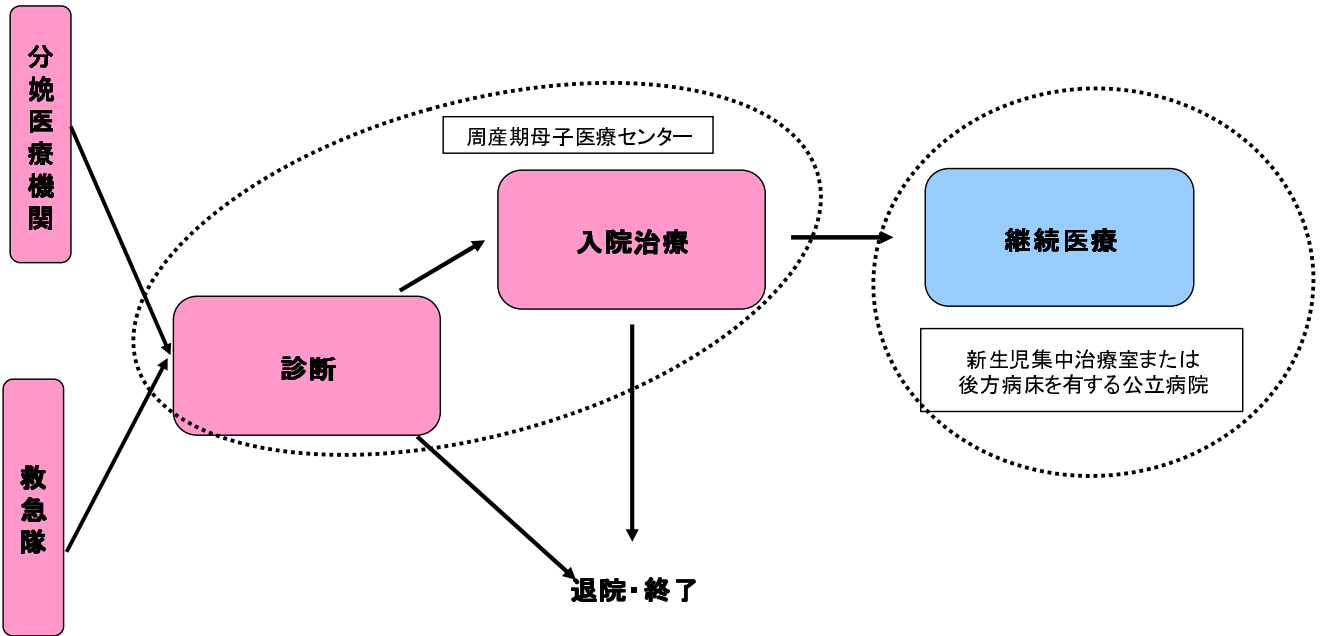 分娩医療機関
周産期母子医療センター
入院治療
継続医療
診断
新生児集中治療室または
後方病床を有する公立病院
救急隊
退院・終了